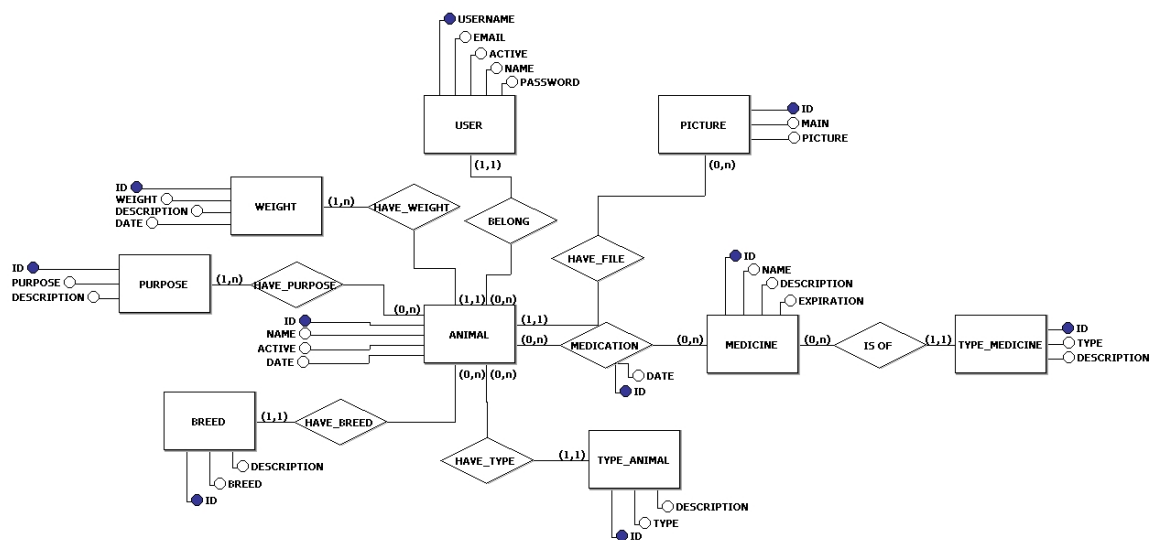 USERNAME
EMAIL
ACTIVE
NAME
PASSWORD
USER
(1,1)
PICTURE
ID
MAIN
PICTURE
(0,n)
ID
WEIGHT
DESCRIPTION
DATE
WEIGHT
(1,n)
HAVE_WEIGHT
BELONG
HAVE_FILE
ID
PURPOSE
DESCRIPTION
PURPOSE
(1,n)
HAVE_PURPOSE
(0,n)
(1,1)
(0,n)
ID
NAME
ACTIVE
DATE
ANIMAL
(1,1)
(0,n)
MEDICATION
DATE
ID
(0,n)
ID
NAME
DESCRIPTION
EXPIRATION
MEDICINE
(0,n)
IS OF
(1,1)
TYPE_MEDICINE
ID
TYPE
DESCRIPTION
(0,n)
(0,n)
BREED
(1,1)
HAVE_BREED
DESCRIPTION
BREED
ID
HAVE_TYPE
(1,1)
TYPE_ANIMAL
DESCRIPTION
TYPE
ID